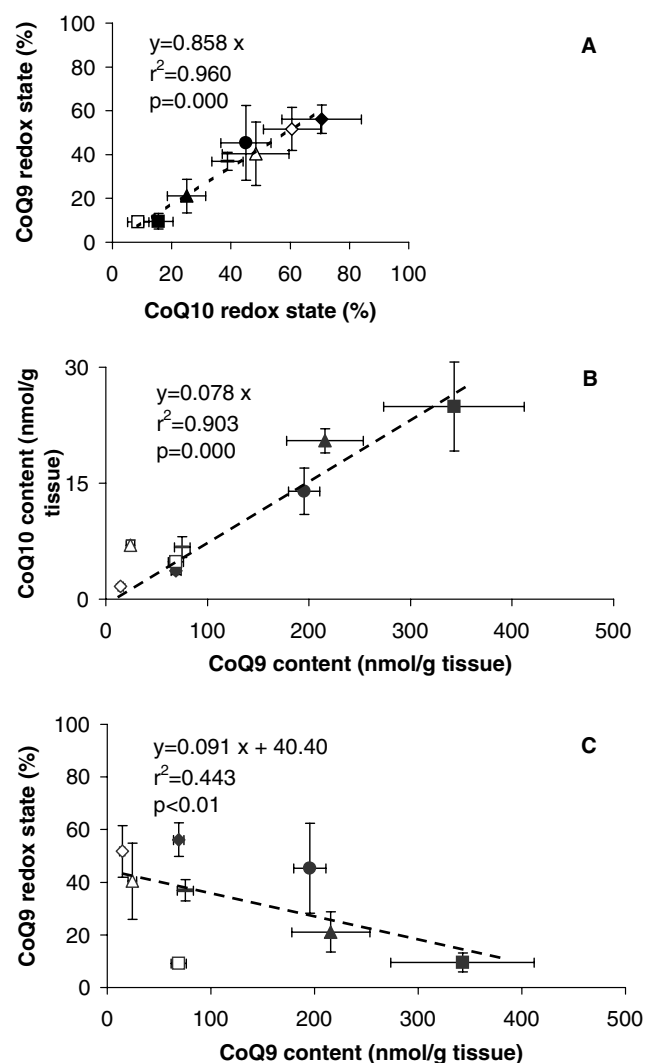 A
y=0.858 x
r²=0.960
p=0.000
CoQ9 redox state (%)
100
80
60
40
20
0
0 20 40 60 80 100
CoQ10 redox state (%)
B
y=0.078 x
r²=0.903
p=0.000
CoQ10 content (nmol/g
tissue)
30
15
0
0 100 200 300 400 500
CoQ9 content (nmol/g tissue)
C
y=0.091 x + 40.40
r²=0.443
p<0.01
CoQ9 redox state (%)
100
80
60
40
20
0
0 100 200 300 400 500
CoQ9 content (nmol/g tissue)